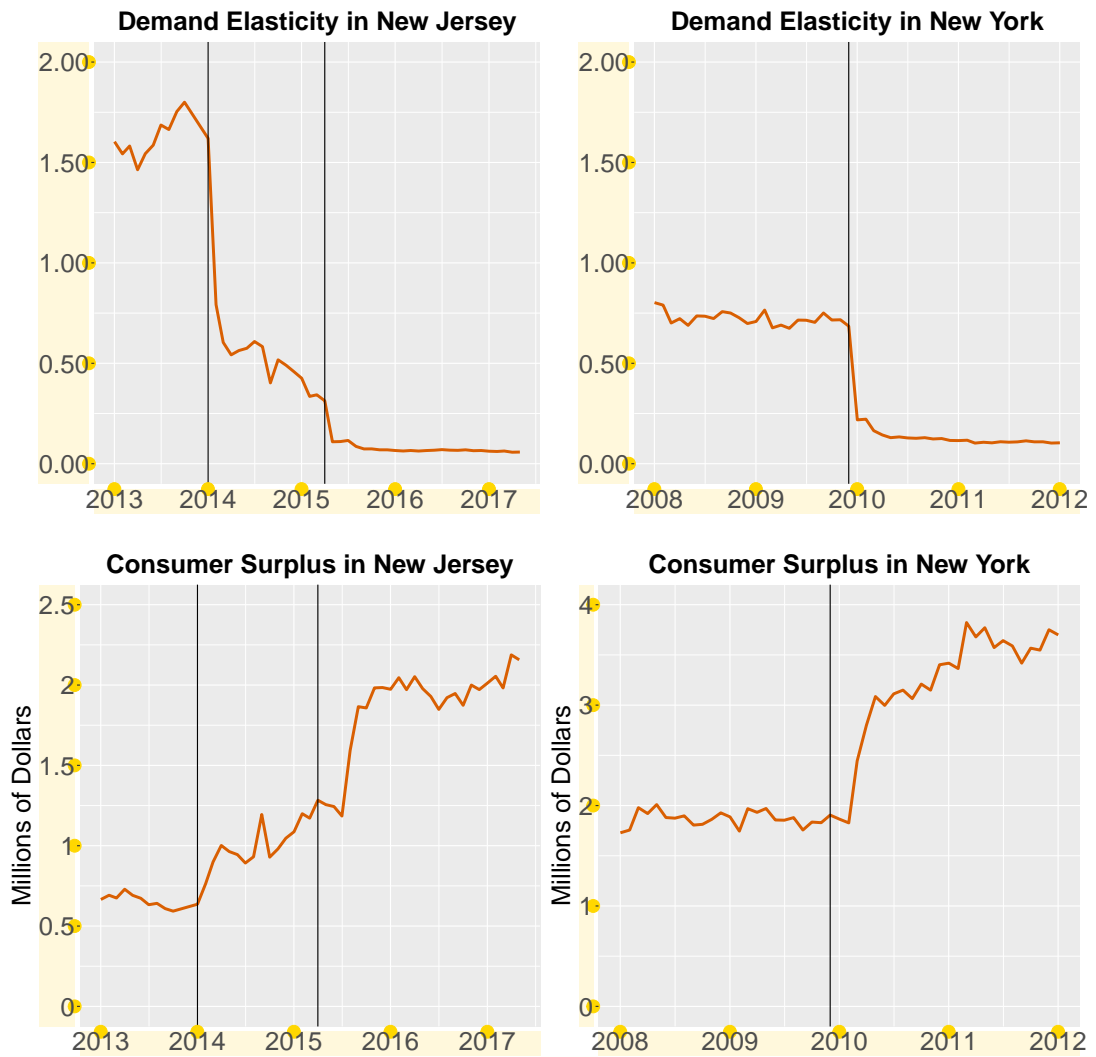 Demand Elasticity in New Jersey
2.00
1.50
1.00
0.50
0.00
2013 2014 2015 2016 2017
Demand Elasticity in New York
2.00
1.50
1.00
0.50
0.00
2008 2009 2010 2011 2012
Consumer Surplus in New Jersey
Millions of Dollars
2.5
2
1.5
1
0.5
0
2013 2014 2015 2016 2017
Consumer Surplus in New York
Millions of Dollars
4
3
2
1
0
2008 2009 2010 2011 2012